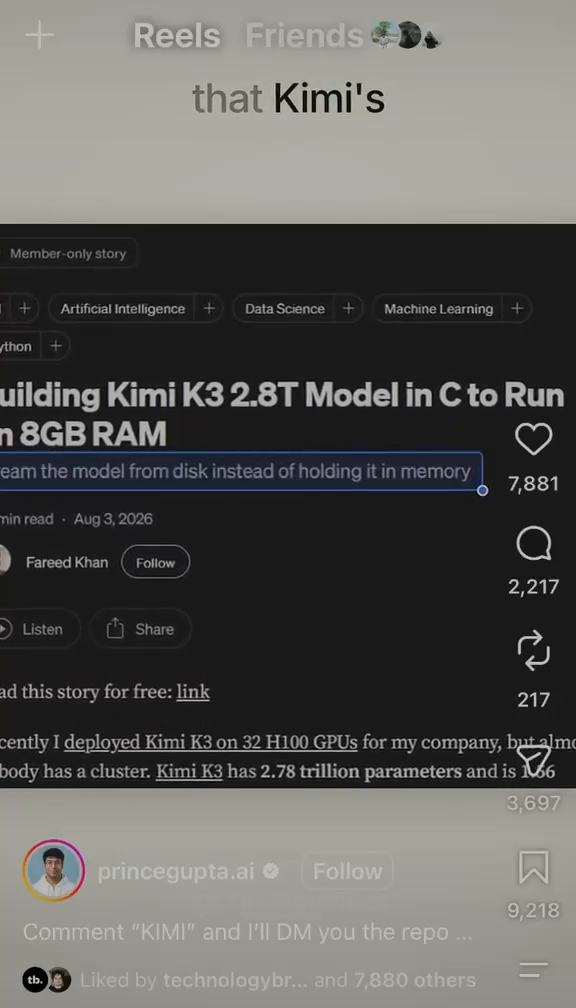 Reels Friends
that Kimi's
Member-only story
Artificial Intelligence +
Data Science +
Machine Learning +
ython +
uilding Kimi K3 2.8T Model in C to Run
n 8GB RAM
eam the model from disk instead of holding it in memory
min read · Aug 3, 2026
Fareed Khan Follow
Listen Share
ad this story for free: link
cently I deployed Kimi K3 on 32 H100 GPUs for my company, but almo
body has a cluster. Kimi K3 has 2.78 trillion parameters and is 1.56
7,881
2,217
217
3,697
9,218
princegupta.ai Follow
Comment “KIMI” and I'll DM you the repo ...
tb. Liked by technologybr... and 7,880 others